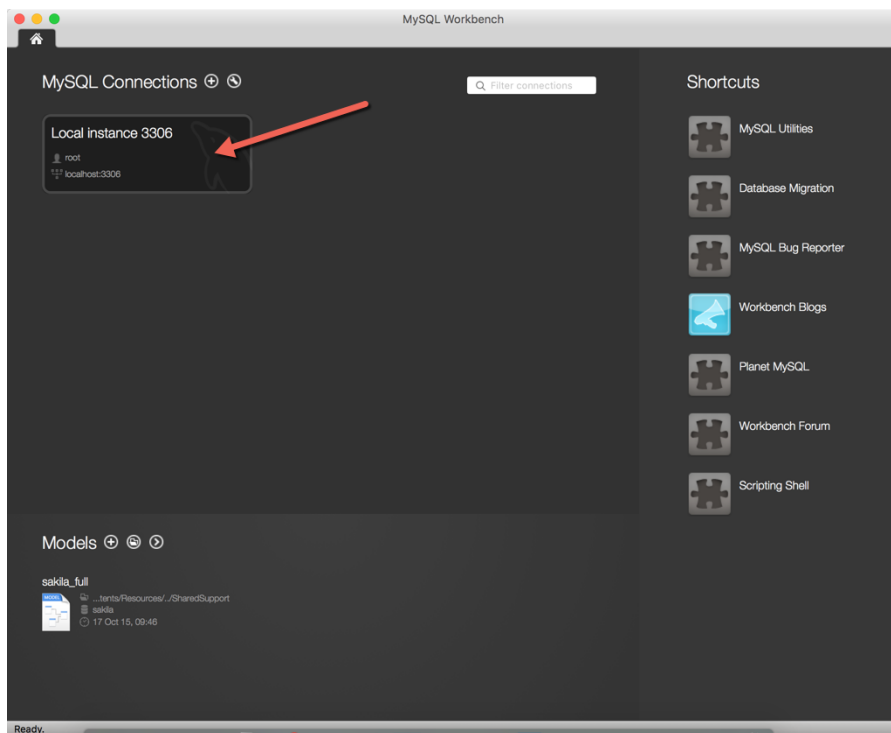 MySQL Workbench
MySQL Connections
Filter connections
Local instance 3306
root
localhost:3306
Shortcuts
MySQL Utilities
Database Migration
MySQL Bug Reporter
Workbench Blogs
Planet MySQL
Workbench Forum
Scripting Shell
Models
sakila_full
MODEL
...tents/Resources/../SharedSupport
sakila
17 Oct 15, 09:46
Ready.